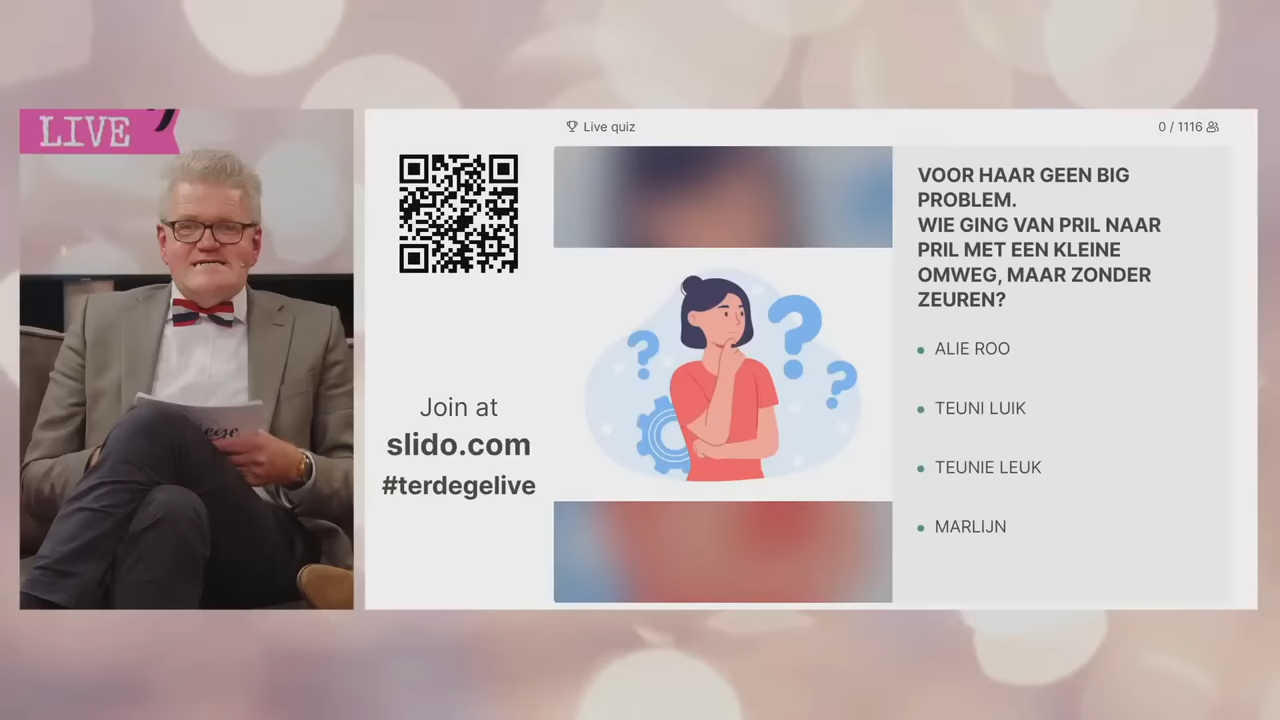 LIVE
Live quiz
0 / 1116
VOOR HAAR GEEN BIG
PROBLEM.
WIE GING VAN PRIL NAAR
PRIL MET EEN KLEINE
OMWEG, MAAR ZONDER
ZEUREN?
ALIE ROO
TEUNI LUIK
TEUNIE LEUK
MARLIJN
Join at
slido.com
#terdegelive